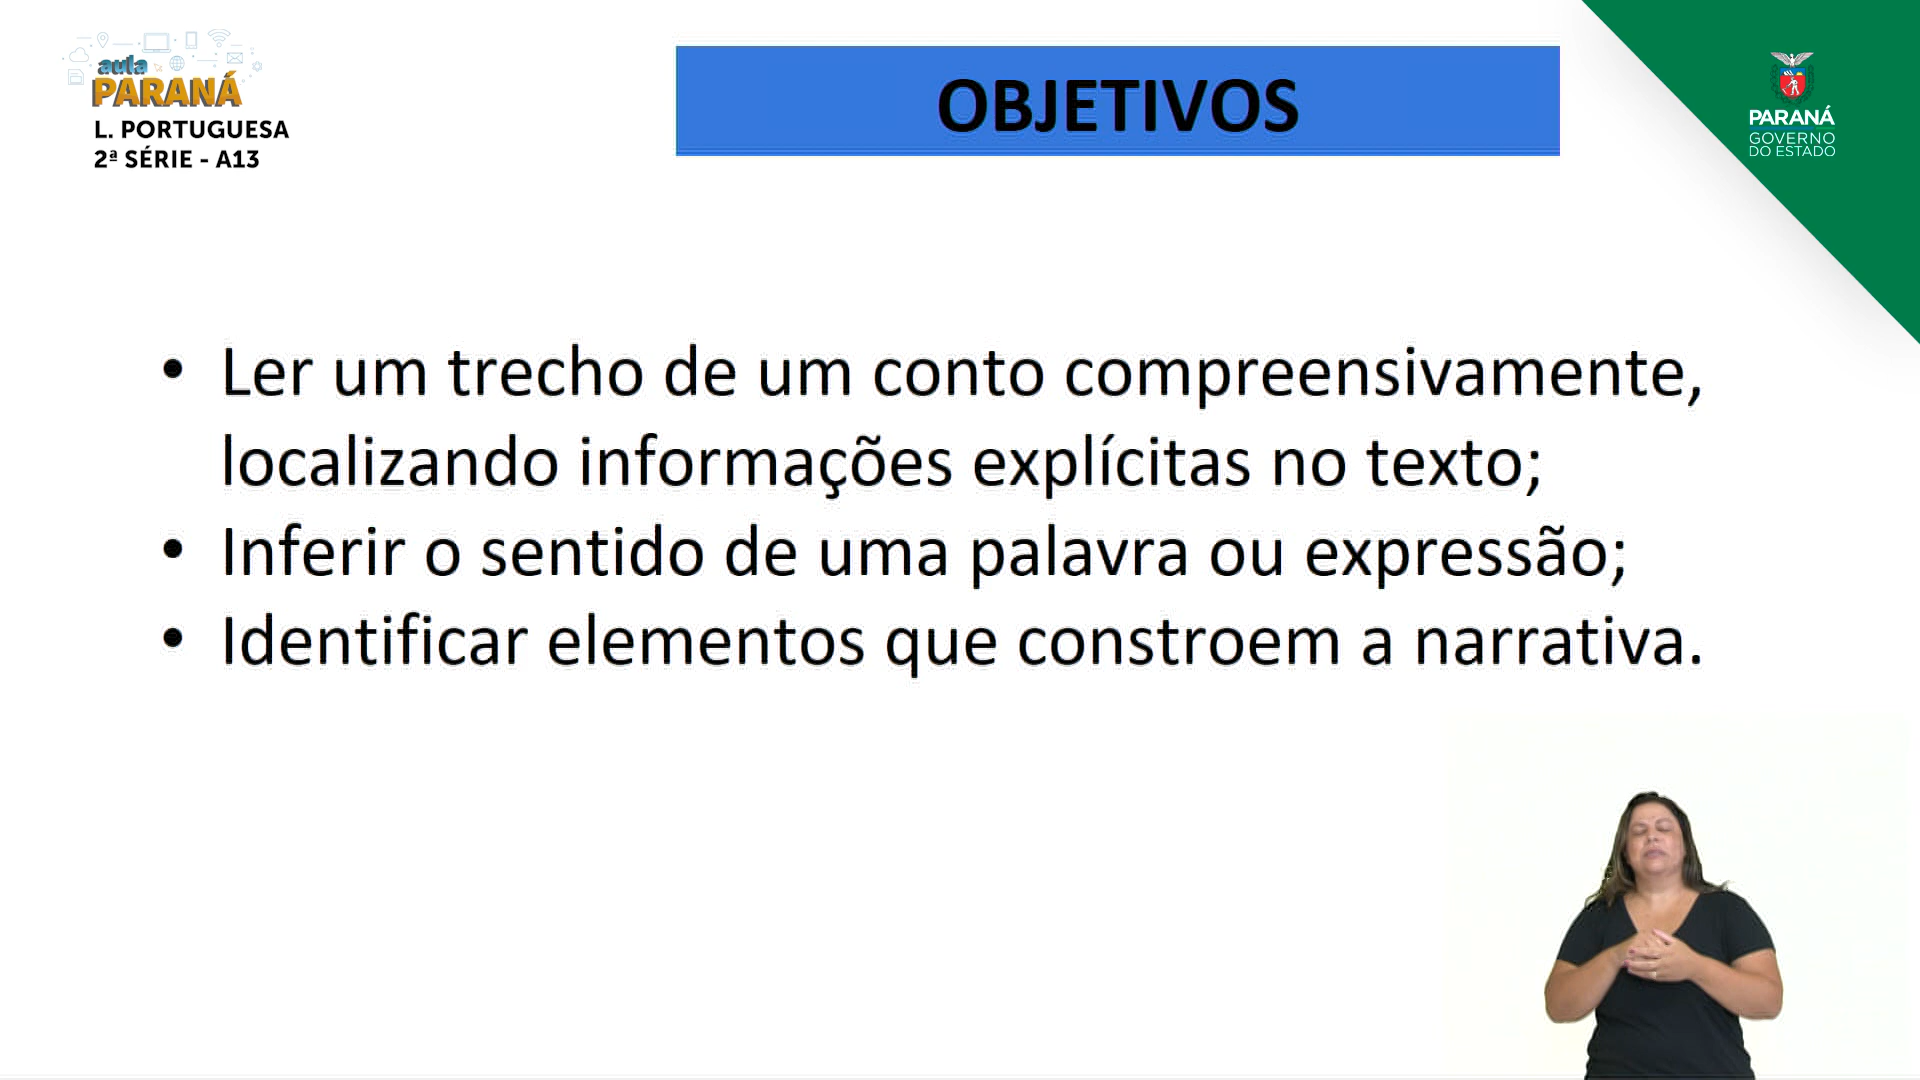 aula
PARANÁ
L. PORTUGUESA
2ª SÉRIE - A13
OBJETIVOS
PARANÁ
GOVERNO
DO ESTADO
• Ler um trecho de um conto compreensivamente,
localizando informações explícitas no texto;
• Inferir o sentido de uma palavra ou expressão;
• Identificar elementos que constroem a narrativa.